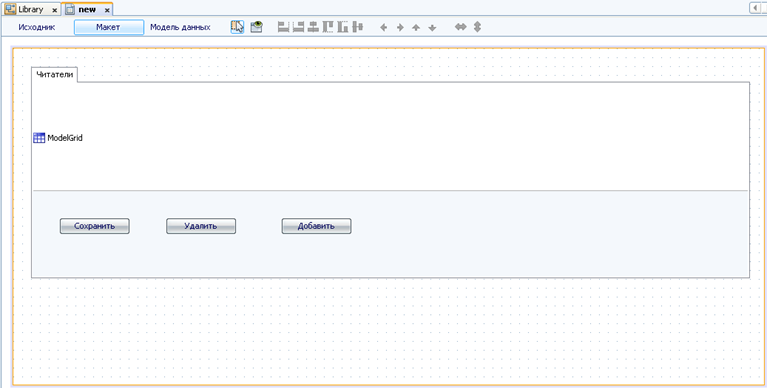 Library new
Исходник Макет Модель данных
Читатели
ModelGrid
Сохранить Удалить Добавить